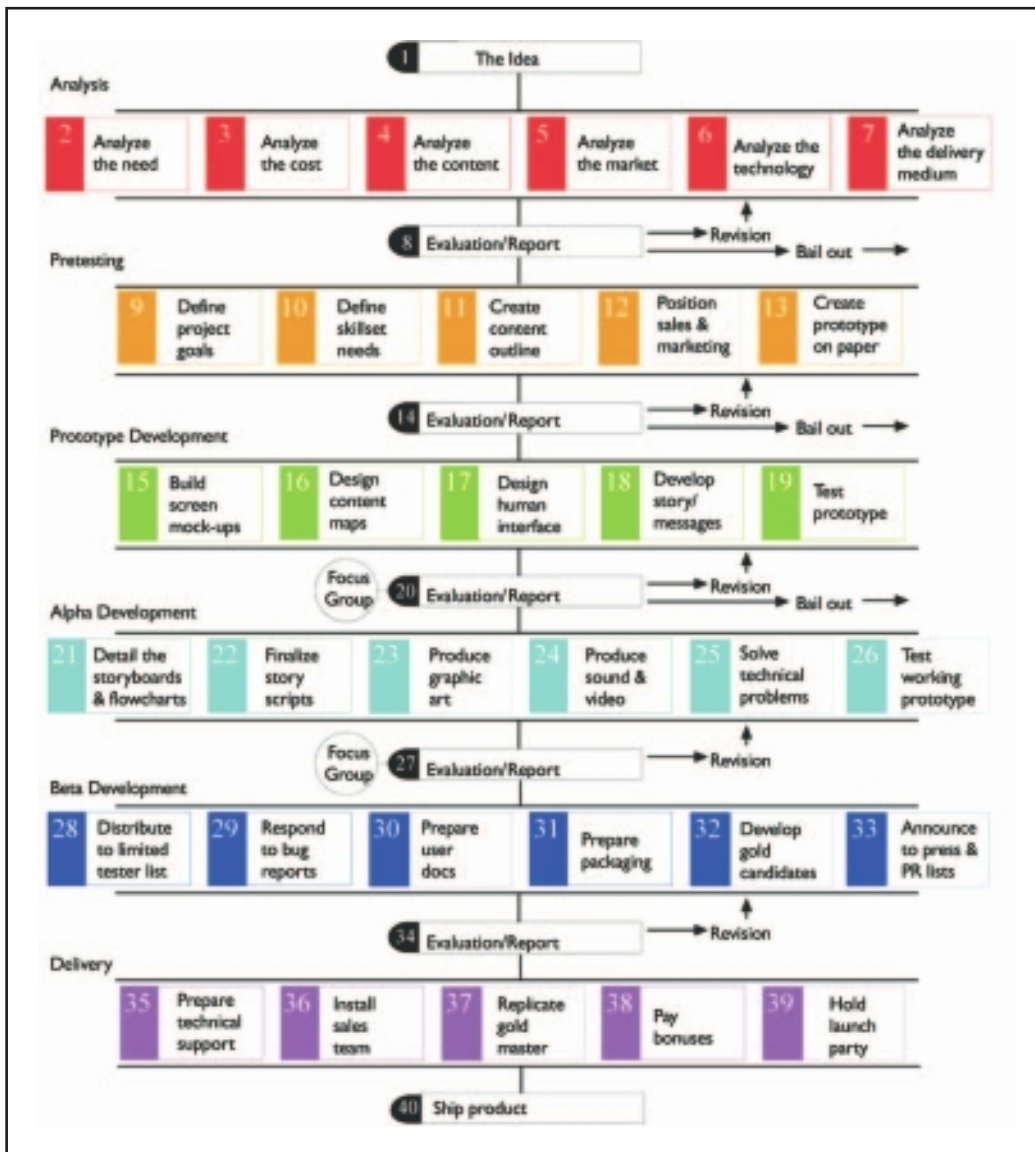 1 The Idea
Analysis
2 Analyze
the need
3 Analyze
the cost
4 Analyze
the content
5 Analyze
the market
6 Analyze the
technology
7 Analyze
the delivery
medium
8 Evaluation/Report
Revision
Bail out
Pretesting
9 Define
project
goals
10 Define
skillset
needs
11 Create
content
outline
12 Position
sales &
marketing
13 Create
prototype
on paper
14 Evaluation/Report
Revision
Bail out
Prototype Development
15 Build
screen
mock-ups
16 Design
content
maps
17 Design
human
interface
18 Develop
story/
messages
19 Test
prototype
Focus
Group
20 Evaluation/Report
Revision
Bail out
Alpha Development
21 Detail the
storyboards
& flowcharts
22 Finalize
story
scripts
23 Produce
graphic
art
24 Produce
sound &
video
25 Solve
technical
problems
26 Test
working
prototype
Focus
Group
27 Evaluation/Report
Revision
Beta Development
28 Distribute
to limited
tester list
29 Respond
to bug
reports
30 Prepare
user
docs
31 Prepare
packaging
32 Develop
gold
candidates
33 Announce
to press &
PR lists
34 Evaluation/Report
Revision
Delivery
35 Prepare
technical
support
36 Install
sales
team
37 Replicate
gold
master
38 Pay
bonuses
39 Hold
launch
party
40 Ship product